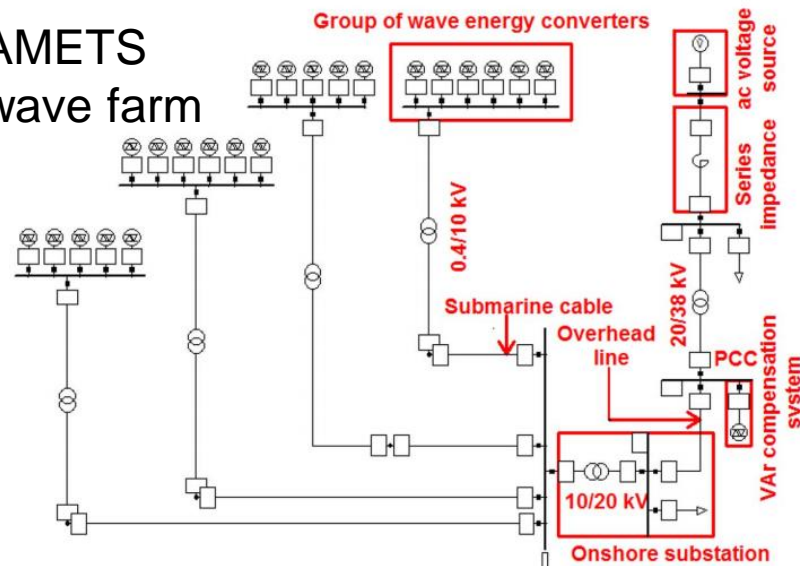 AMETS
wave farm
Group of wave energy converters
ac voltage
source
Series
impedance
0.4/10 kV
20/38 kV
Submarine cable
Overhead
line
PCC
VAr compensation
system
10/20 kV
Onshore substation